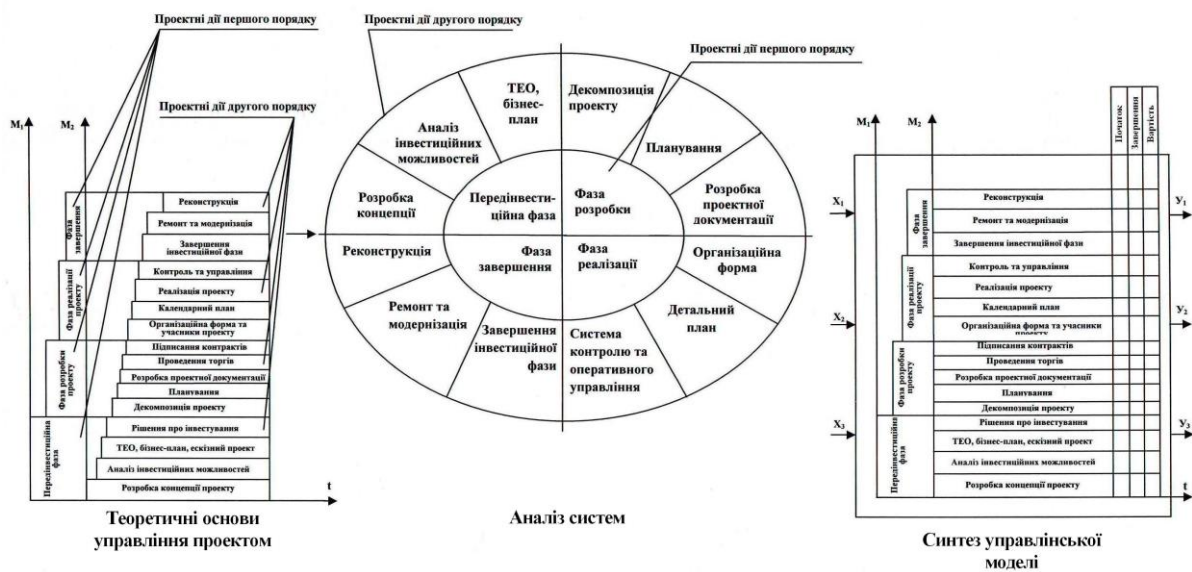 Проектні дії першого порядку
Проектні дії другого порядку
M₁
M₂
Реконструкція
Ремонт та модернізація
Завершення
інвестиційної фази
Контроль та управління
Реалізація проекту
Календарний план
Організаційна форма та
учасники проекту
Підписання контрактів
Проведення торгів
Розробка проектної документації
Планування
Декомпозиція проекту
Рішення про інвестування
ТЕО, бізнес-план, ескізний проект
Аналіз інвестиційних можливостей
Розробка концепції проекту
Фаза
завершення
Фаза реалізації
проекту
Фаза розробки
проекту
Передінвестиційна
фаза
t
Теоретичні основи
управління проектом
Проектні дії другого порядку
Проектні дії першого порядку
ТЕО,
бізнес-
план
Декомпозиція
проекту
Аналіз
інвестиційних
можливостей
Планування
Розробка
концепції
Передінвести-
ційна фаза
Фаза
розробки
Розробка
проектної
документації
Реконструкція
Фаза
завершення
Фаза
реалізації
Організаційна
форма
Ремонт та
модернізація
Завершення
інвестиційної
фази
Система
контролю та
оперативного
управління
Детальний
план
Аналіз систем
M₁
M₂
Початок
Завершення
Вартість
X₁
X₂
X₃
У₁
У₂
У₃
Реконструкція
Ремонт та модернізація
Завершення інвестиційної фази
Контроль та управління
Реалізація проекту
Календарний план
Організаційна форма та учасники
проекту
Підписання контрактів
Проведення торгів
Розробка проектної документації
Планування
Декомпозиція проекту
Рішення про інвестування
ТЕО, бізнес-план, ескізний проект
Аналіз інвестиційних можливостей
Розробка концепції проекту
Фаза
завершення
Фаза реалізації
проекту
Фаза розробки
проекту
Передінвестиційна
фаза
t
Синтез управлінської
моделі